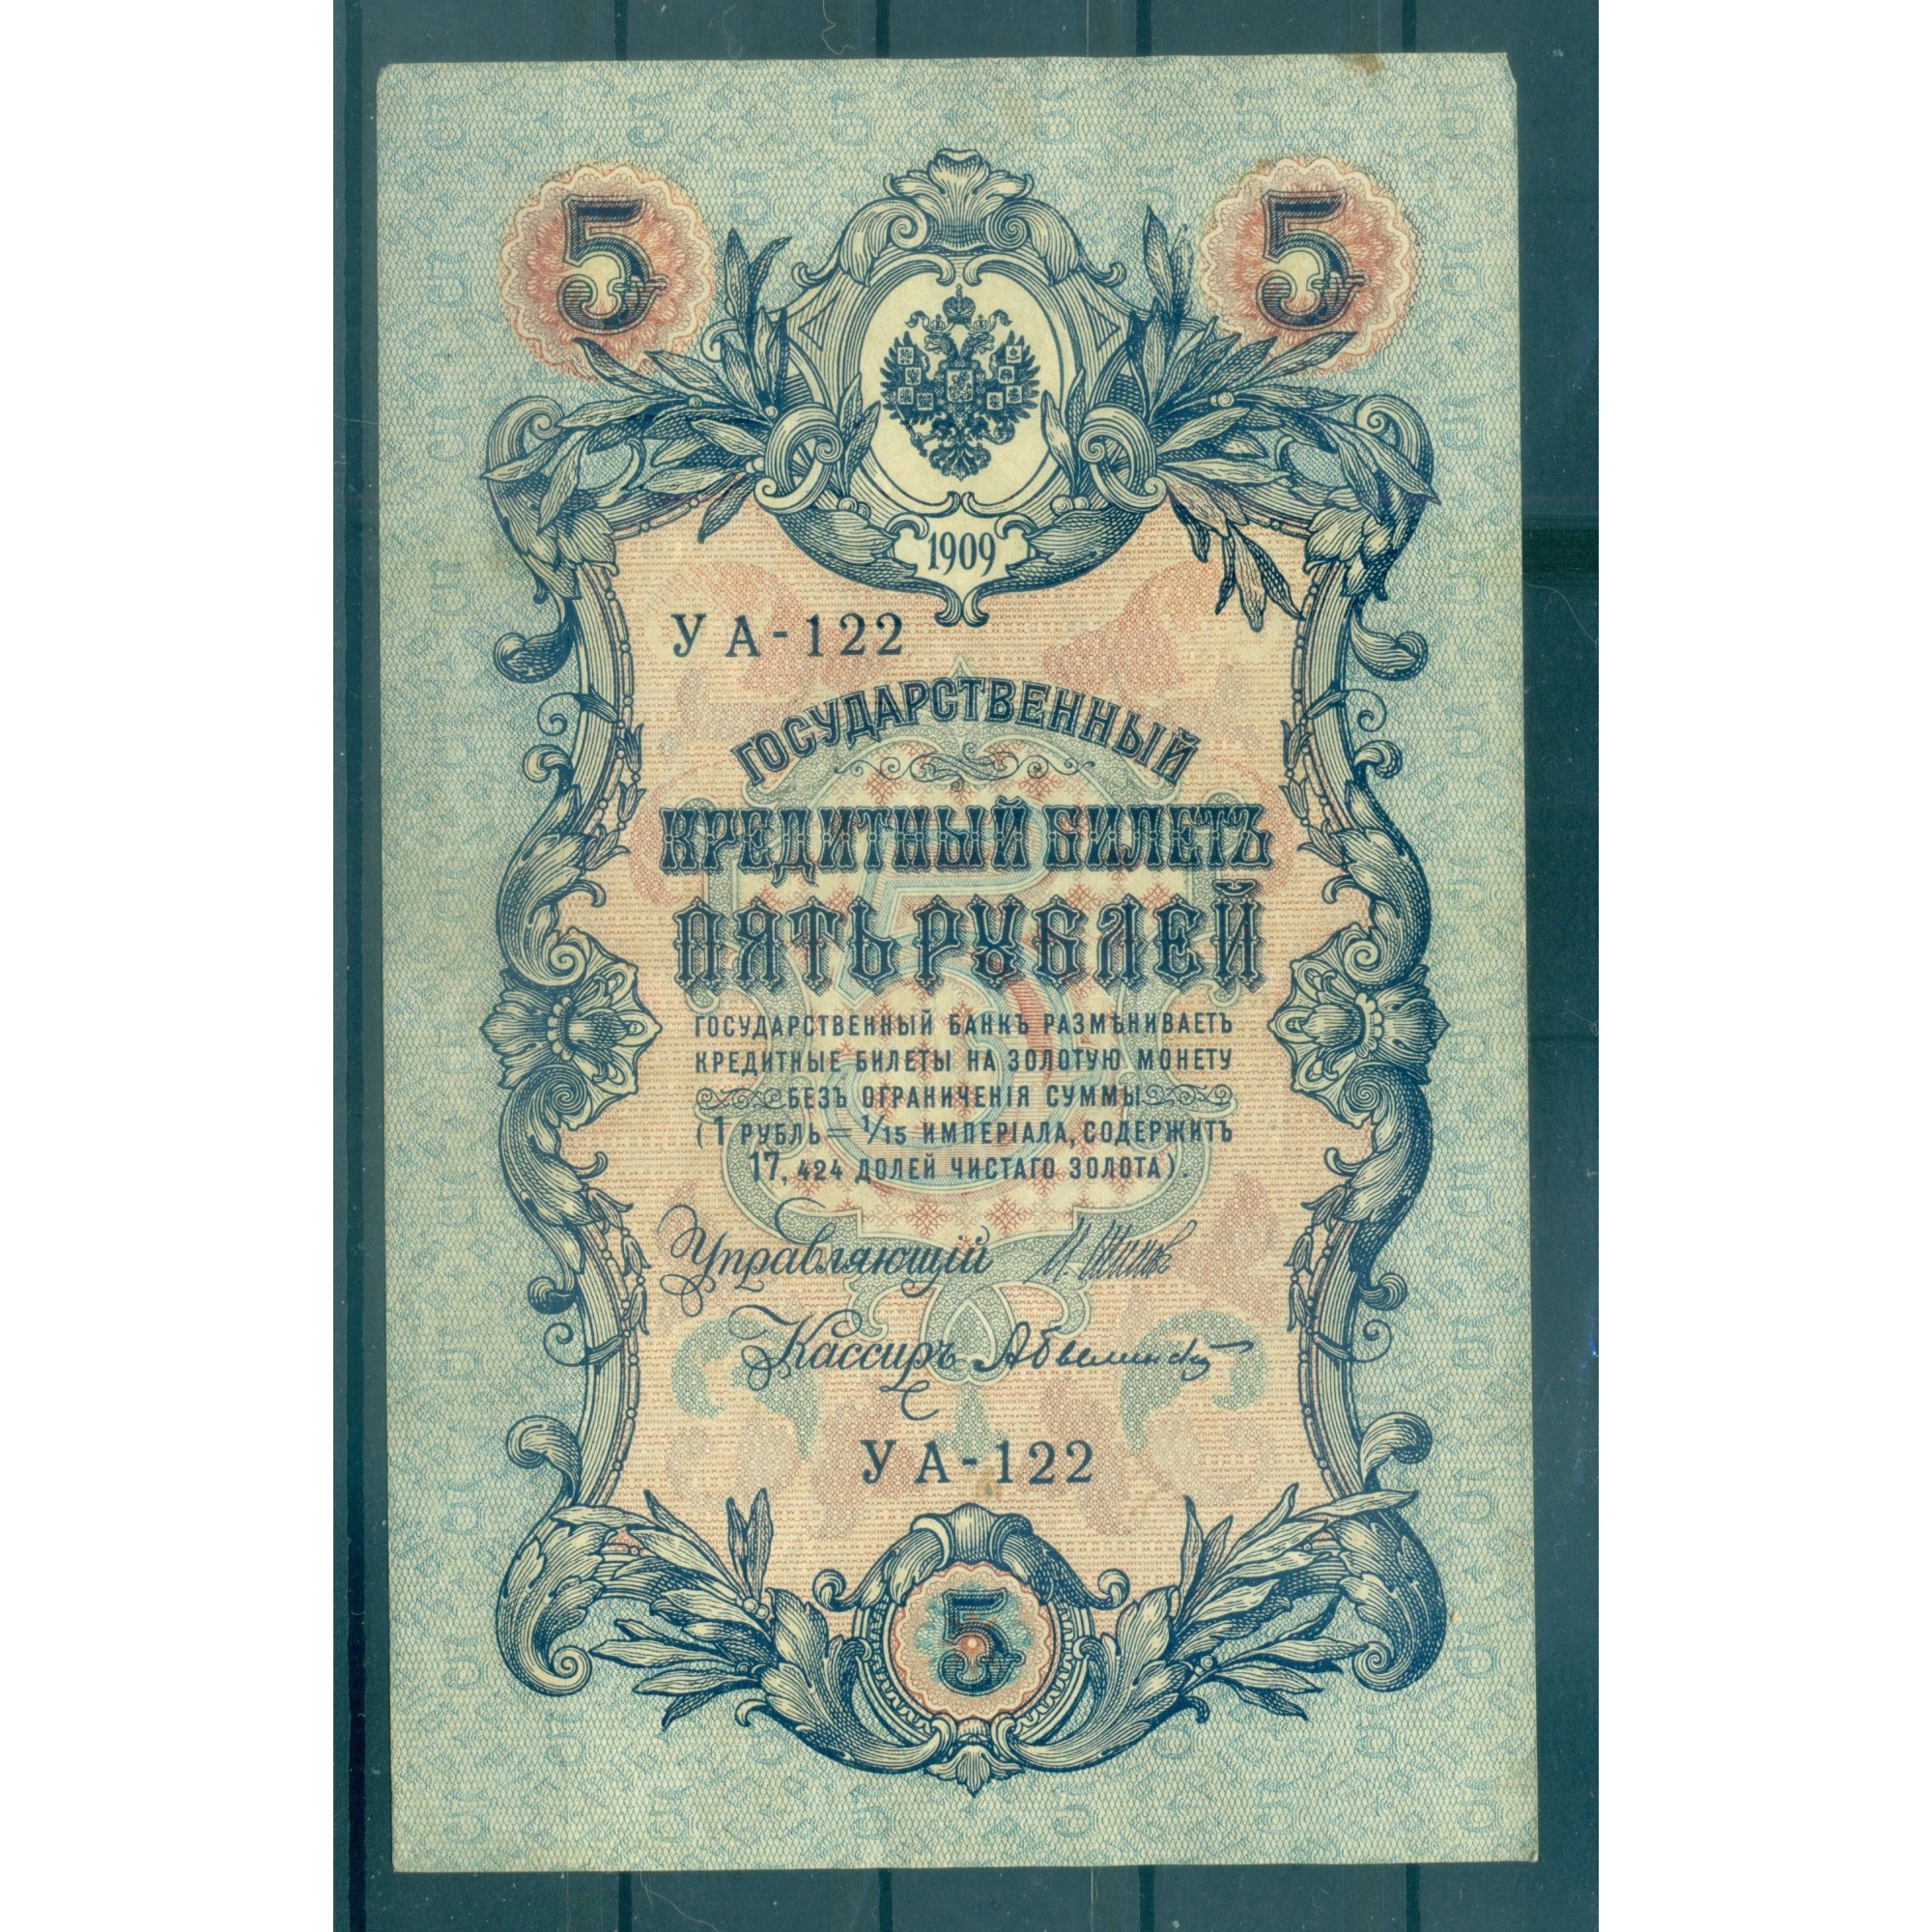 5 5
1909
УА-122
ГОСУДАРСТВЕННЫЙ
КРЕДИТНЫЙ БИЛЕТЪ
ПЯТЬ РУБЛЕЙ
ГОСУДАРСТВЕННЫЙ БАНКЪ РАЗМѢНИВАЕТЪ
КРЕДИТНЫЕ БИЛЕТЫ НА ЗОЛОТУЮ МОНЕТУ
БЕЗЪ ОГРАНИЧЕНІЯ СУММЫ
(1 РУБЛЬ = 1/15 ИМПЕРІАЛА, СОДЕРЖИТЪ
17,424 ДОЛЕЙ ЧИСТАГО ЗОЛОТА).
Управляющій И. Шипов
Кассиръ
УА-122
5